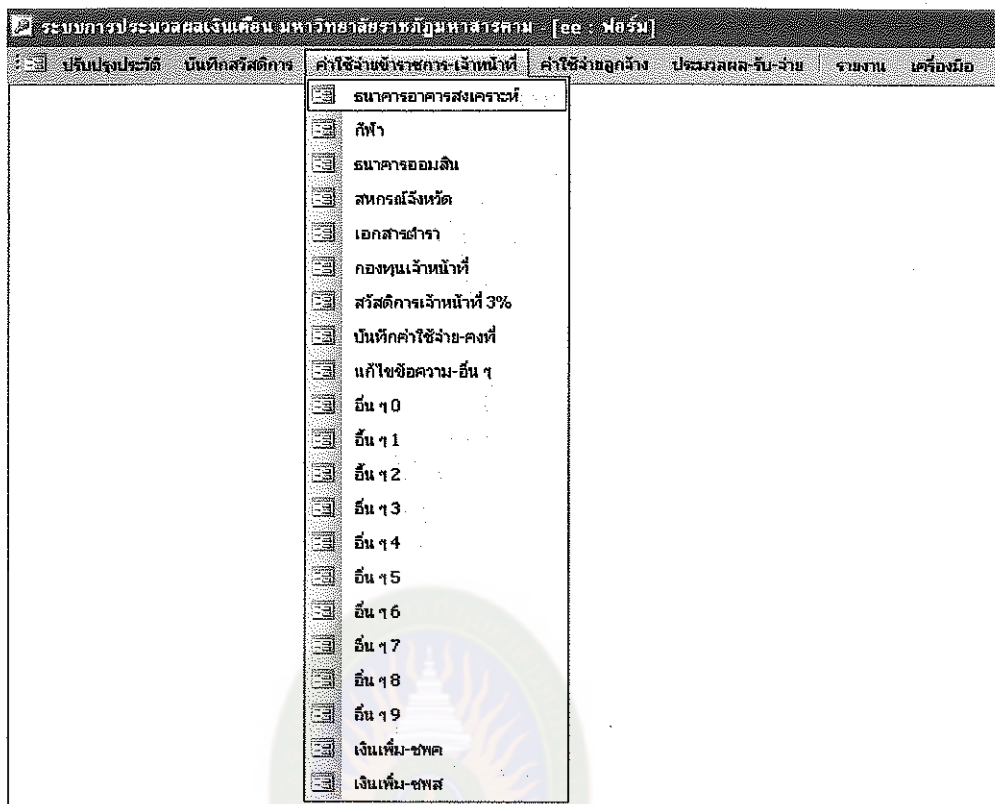 ระบบการประมวลผลเงินเดือน มหาวิทยาลัยราชภัฏมหาสารคาม - [ee : ฟอร์ม]
ปรับปรุงประวัติ บันทึกสวัสดิการ ค่าใช้จ่ายข้าราชการ-เจ้าหน้าที่ ค่าใช้จ่ายลูกจ้าง ประมวลผล-รับ-จ่าย รายงาน เครื่องมือ
ธนาคารอาคารสงเคราะห์
กีฬา
ธนาคารออมสิน
สหกรณ์จังหวัด
เอกสารตำรา
กองทุนเจ้าหน้าที่
สวัสดิการเจ้าหน้าที่ 3%
บันทึกค่าใช้จ่าย-คงที่
แก้ไขข้อความ-อื่น ๆ
อื่น ๆ 0
อื่น ๆ 1
อื่น ๆ 2
อื่น ๆ 3
อื่น ๆ 4
อื่น ๆ 5
อื่น ๆ 6
อื่น ๆ 7
อื่น ๆ 8
อื่น ๆ 9
เงินเพิ่ม-ชพค
เงินเพิ่ม-ชพส